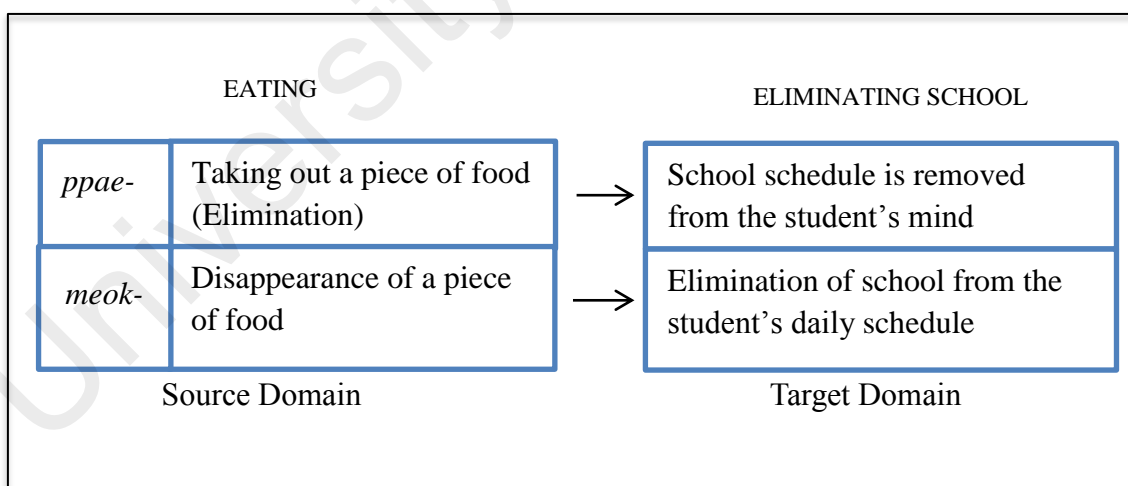 EATING
ELIMINATING SCHOOL
ppae-
Taking out a piece of food
(Elimination)
School schedule is removed
from the student’s mind
meok-
Disappearance of a piece
of food
Elimination of school from the
student’s daily schedule
Source Domain
Target Domain
University